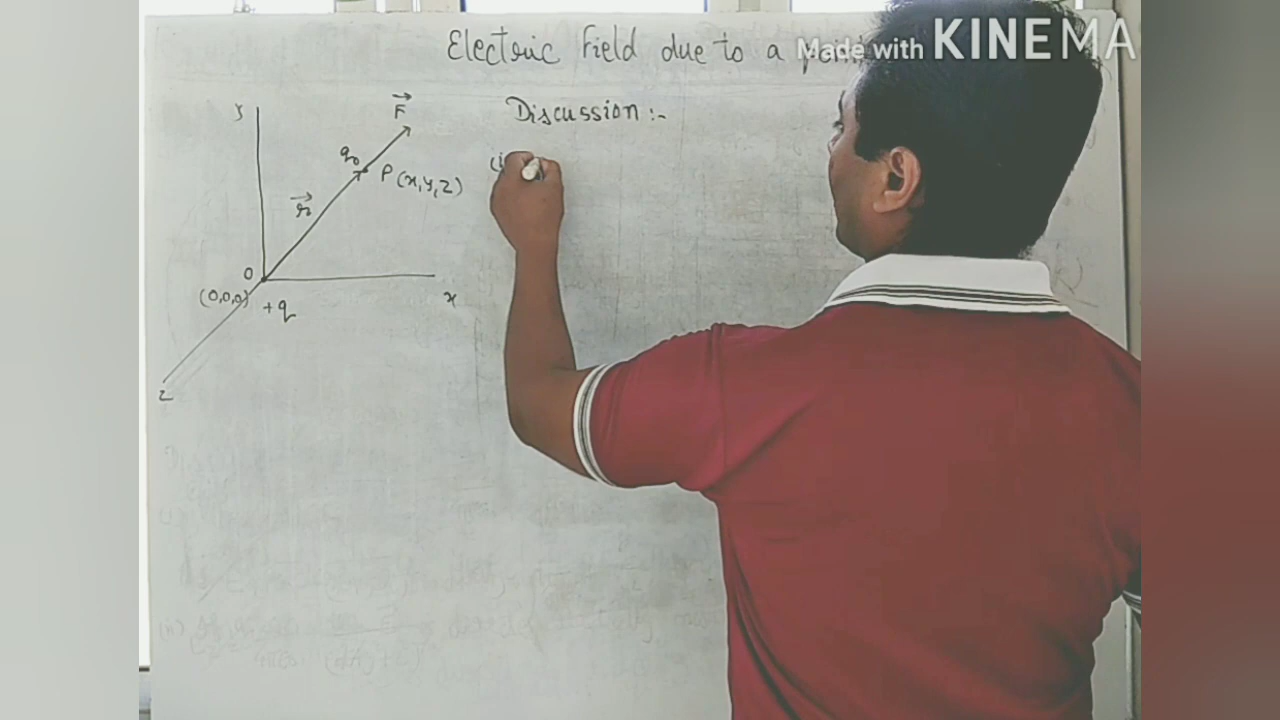 Electric Field due to a
Made with KINEMA
Discussion :-
(i
y
F
q₀
P (x,y,z)
r
O
(0,0,0)
+q
x
z